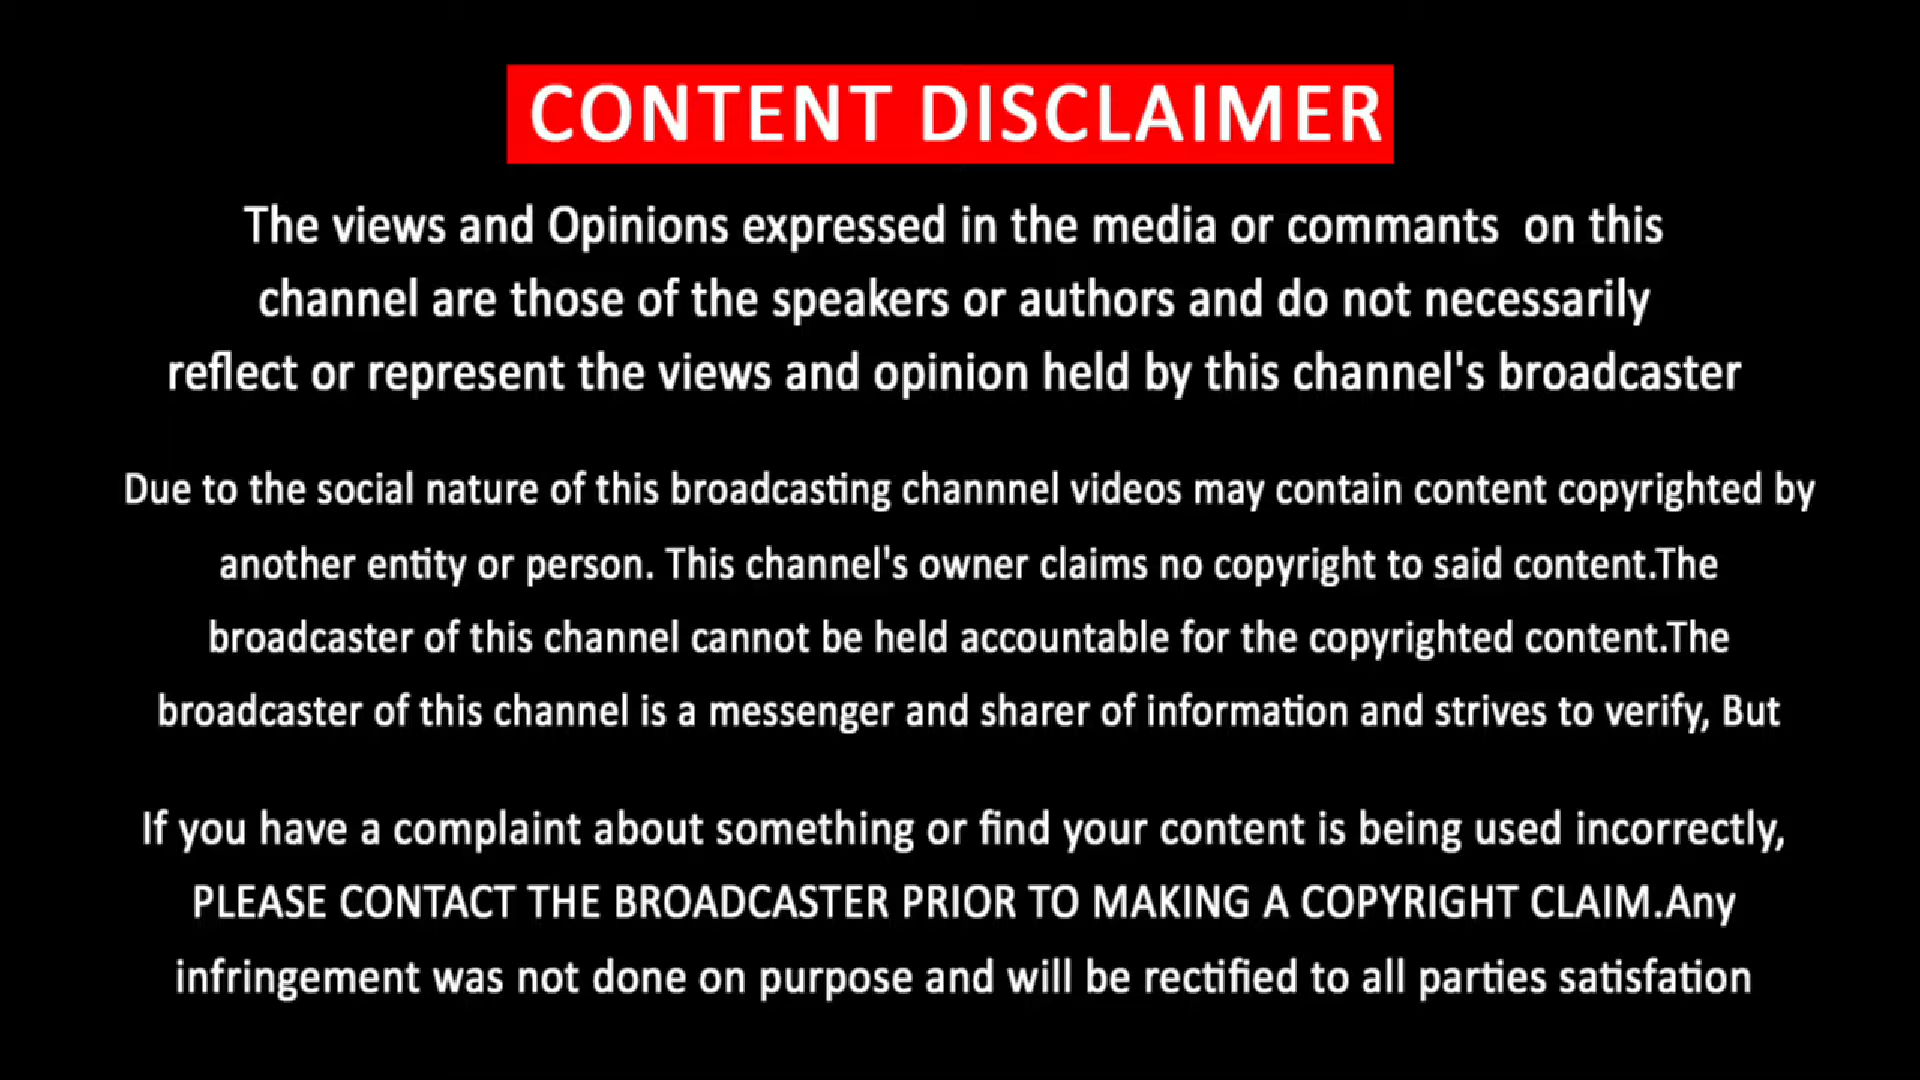 CONTENT DISCLAIMER
The views and Opinions expressed in the media or commants  on this
channel are those of the speakers or authors and do not necessarily
reflect or represent the views and opinion held by this channel's broadcaster
Due to the social nature of this broadcasting channnel videos may contain content copyrighted by
another entity or person. This channel's owner claims no copyright to said content.The
broadcaster of this channel cannot be held accountable for the copyrighted content.The
broadcaster of this channel is a messenger and sharer of information and strives to verify, But
If you have a complaint about something or find your content is being used incorrectly,
PLEASE CONTACT THE BROADCASTER PRIOR TO MAKING A COPYRIGHT CLAIM.Any
infringement was not done on purpose and will be rectified to all parties satisfation